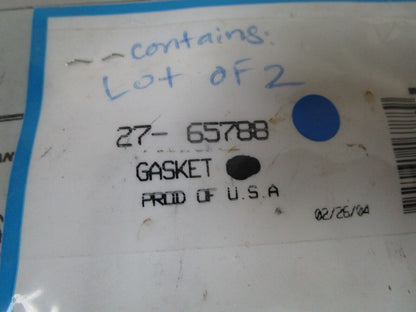 contains:
Lot of 2
27- 65788
GASKET
PROD OF U.S.A
02/26/04